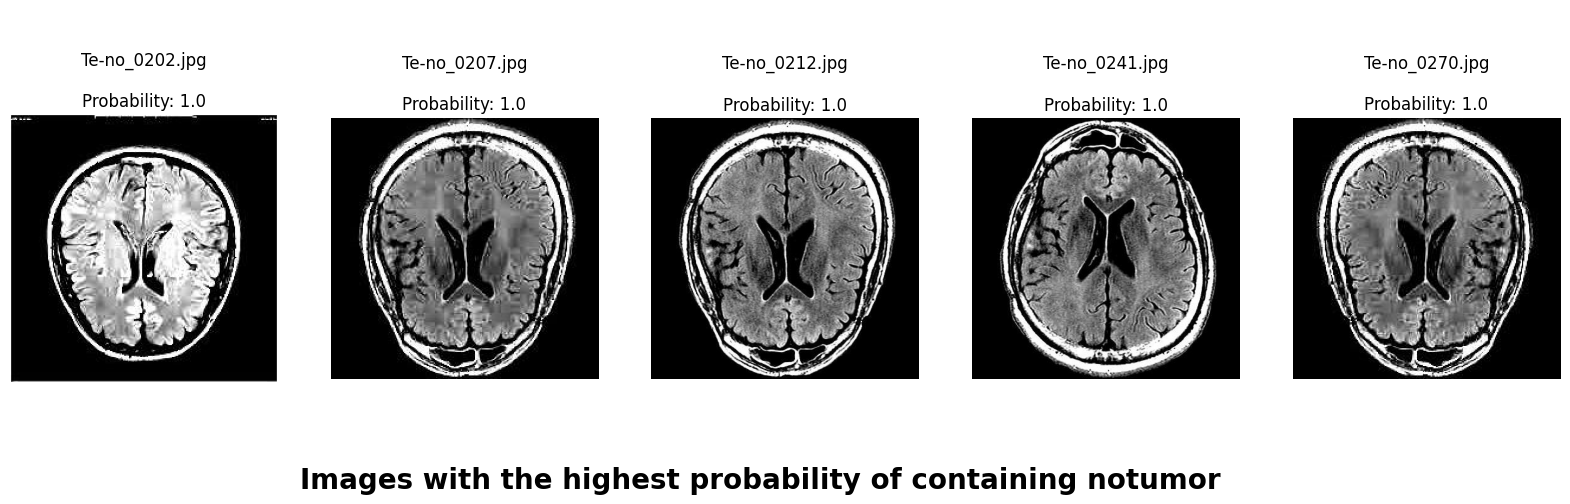 Te-no_0202.jpg
Probability: 1.0
Te-no_0207.jpg
Probability: 1.0
Te-no_0212.jpg
Probability: 1.0
Te-no_0241.jpg
Probability: 1.0
Te-no_0270.jpg
Probability: 1.0
Images with the highest probability of containing notumor